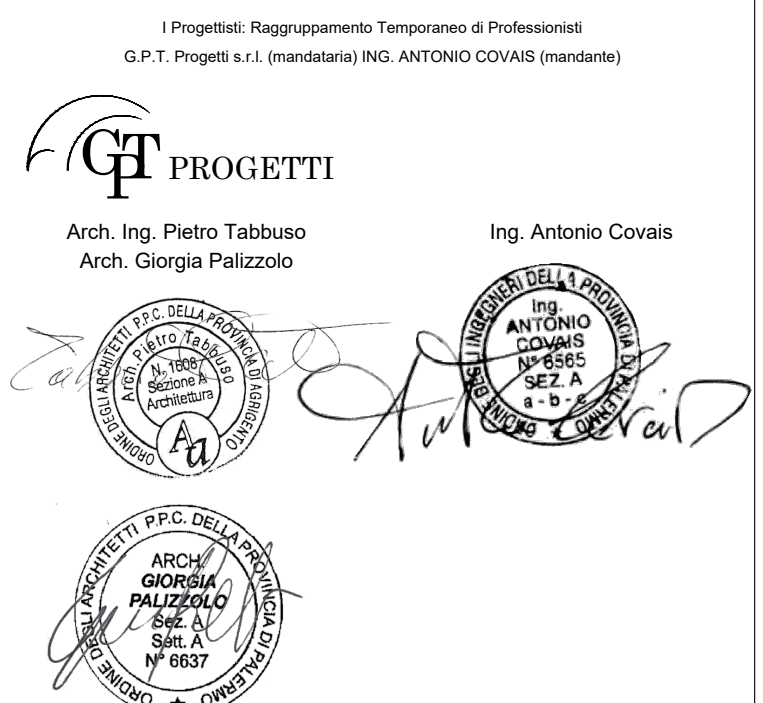 I Progettisti: Raggruppamento Temporaneo di Professionisti
G.P.T. Progetti s.r.l. (mandataria) ING. ANTONIO COVAIS (mandante)
GPT PROGETTI
Arch. Ing. Pietro Tabbuso
Arch. Giorgia Palizzolo
Ing. Antonio Covais
ORDINE DEGLI ARCHITETTI P.P.C. DELLA PROVINCIA DI AGRIGENTO
Arch. Pietro Tabbuso
N. 1608
Sezione A
Architettura
ORDINE DEGLI INGEGNERI DELLA PROVINCIA DI PALERMO
Ing.
ANTONIO
COVAIS
N° 6565
SEZ. A
a - b - c
ORDINE DEGLI ARCHITETTI P.P.C. DELLA PROVINCIA DI PALERMO
ARCH.
GIORGIA
PALIZZOLO
Sez. A
Sett. A
N° 6637